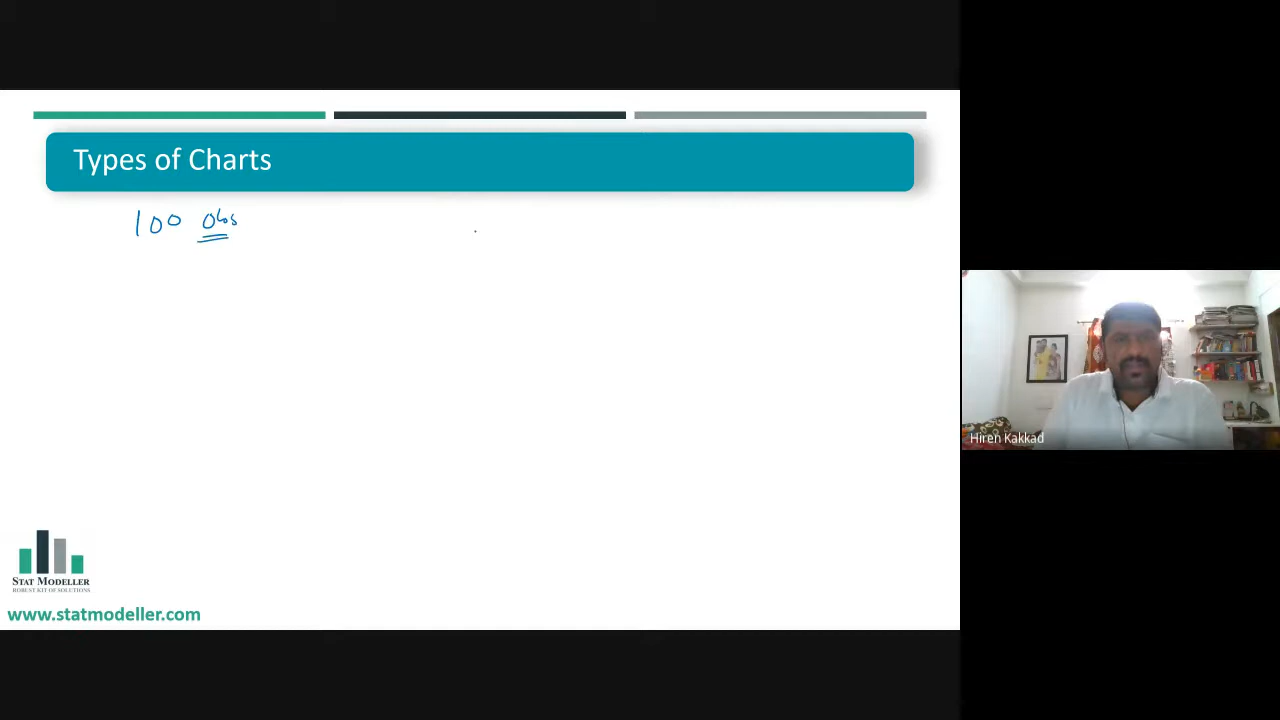 Types of Charts
100 obs
STAT MODELLER
ROBUST KIT OF SOLUTIONS
www.statmodeller.com
Hiren Kakkad